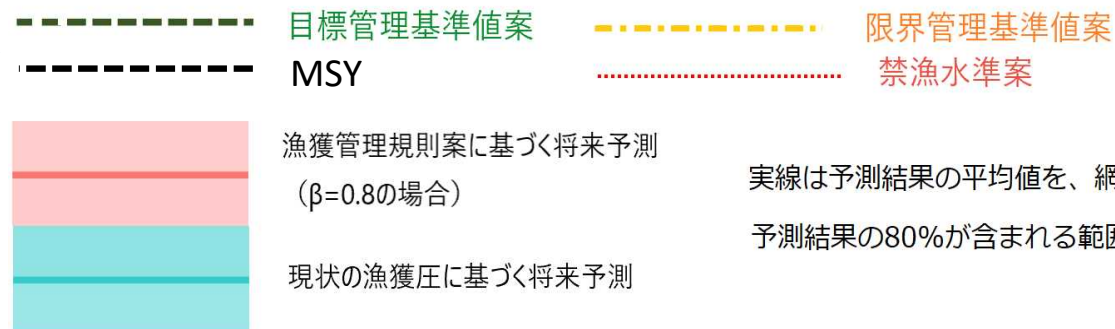 目標管理基準値案
限界管理基準値案
MSY
禁漁水準案
漁獲管理規則案に基づく将来予測
（β=0.8の場合）
現状の漁獲圧に基づく将来予測
実線は予測結果の平均値を、網
予測結果の80%が含まれる範囲